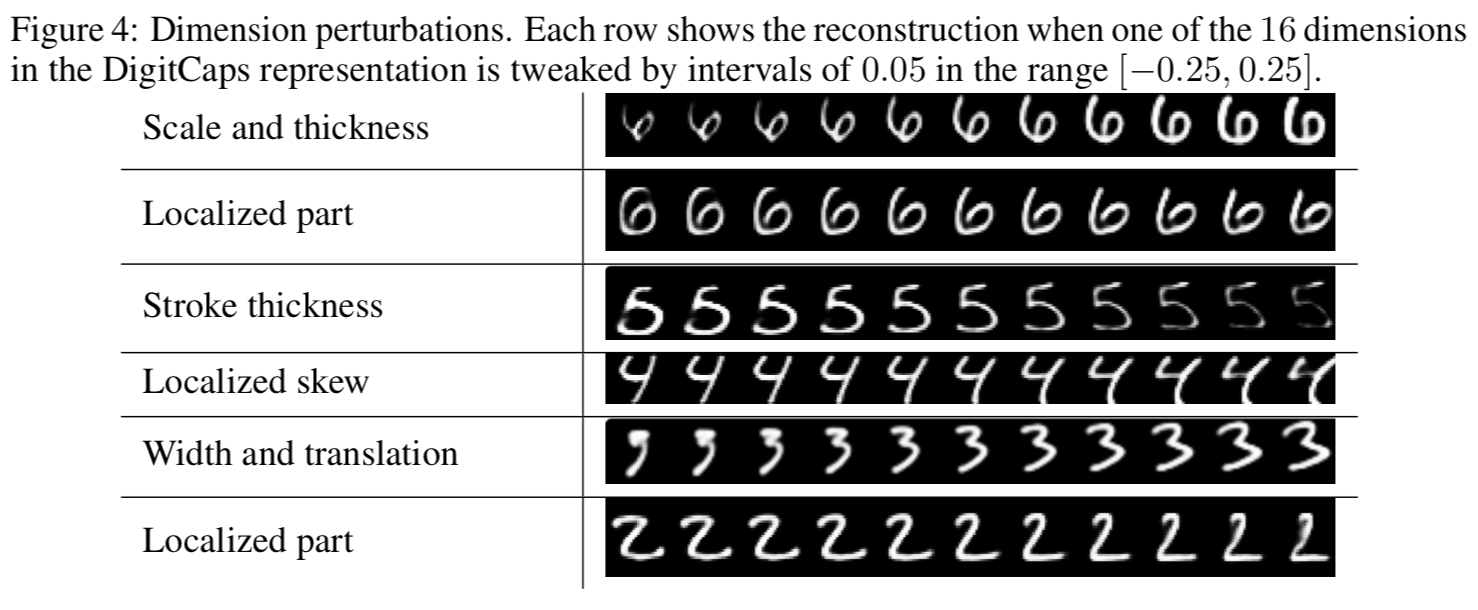 Figure 4: Dimension perturbations. Each row shows the reconstruction when one of the 16 dimensions
in the DigitCaps representation is tweaked by intervals of 0.05 in the range [−0.25, 0.25].
Scale and thickness 6 6 6 6 6 6 6 6 6 6 6
Localized part 6 6 6 6 6 6 6 6 6 6 6
Stroke thickness 5 5 5 5 5 5 5 5 5 5 5
Localized skew 4 4 4 4 4 4 4 4 4 4 4
Width and translation 3 3 3 3 3 3 3 3 3 3 3
Localized part 2 2 2 2 2 2 2 2 2 2 2